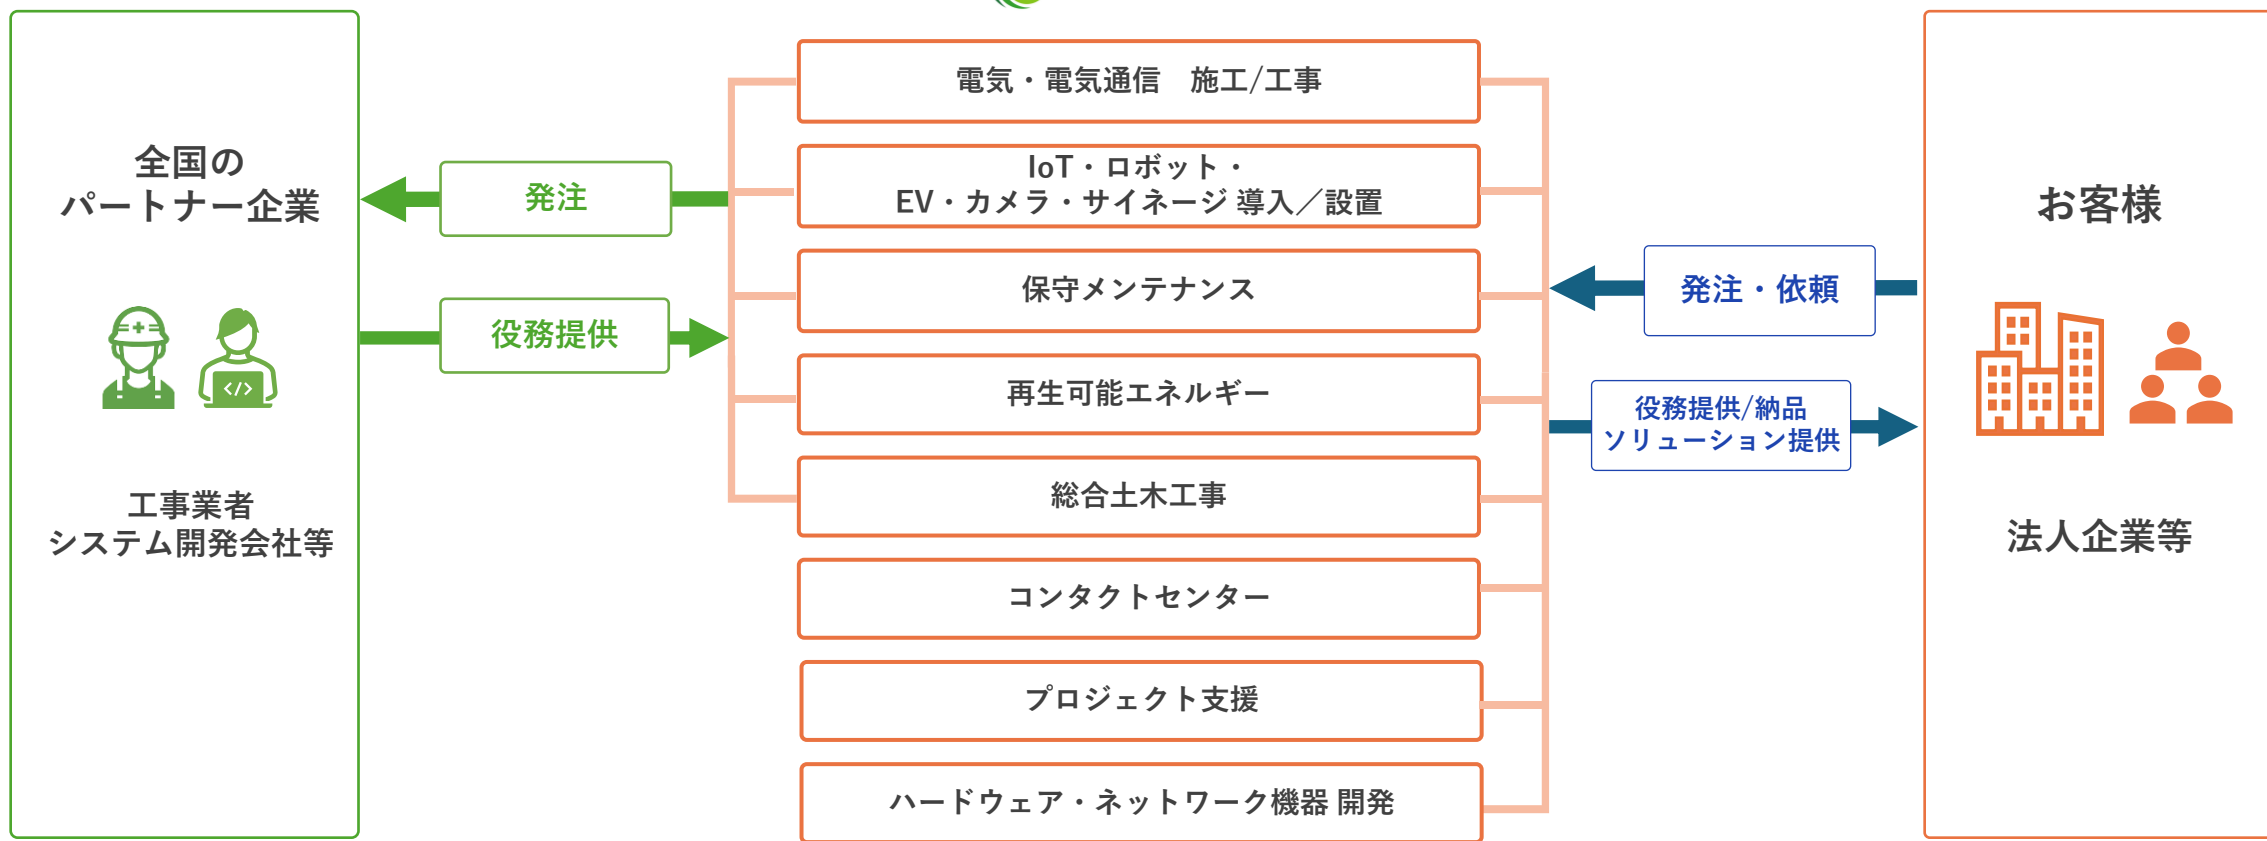 全国の
パートナー企業
工事業者
システム開発会社等
発注
役務提供
電気・電気通信　施工/工事
IoT・ロボット・
EV・カメラ・サイネージ 導入／設置
保守メンテナンス
再生可能エネルギー
総合土木工事
コンタクトセンター
プロジェクト支援
ハードウェア・ネットワーク機器 開発
発注・依頼
役務提供/納品
ソリューション提供
お客様
法人企業等